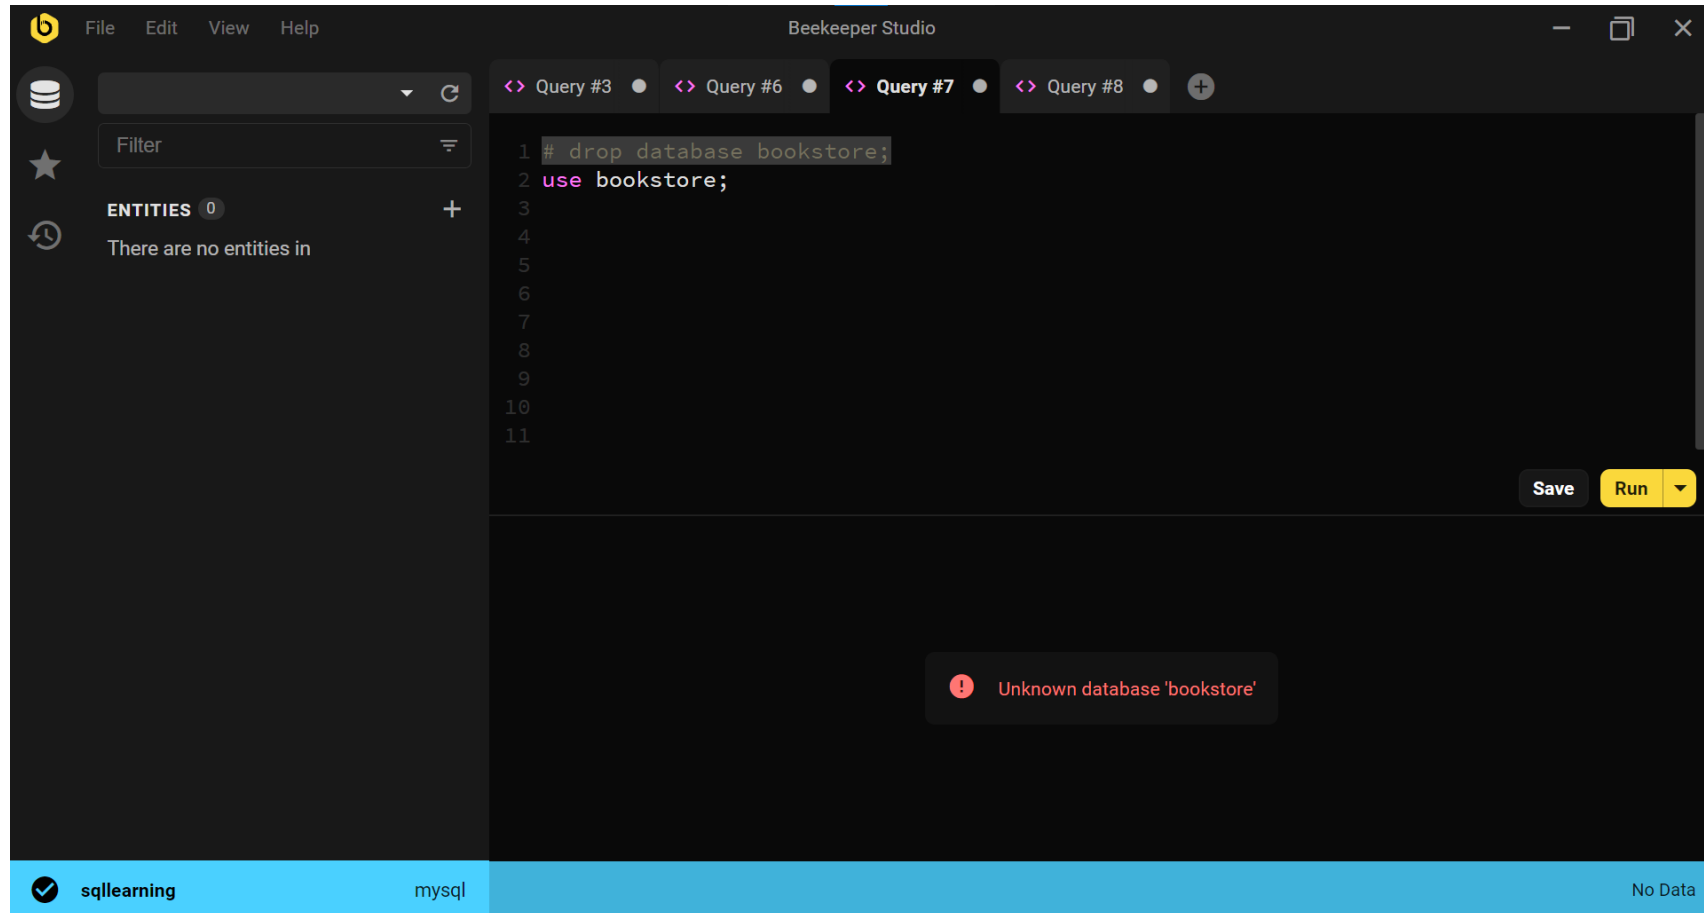 File Edit View Help Beekeeper Studio
Query #3 Query #6 Query #7 Query #8
Filter
ENTITIES 0
There are no entities in
1 # drop database bookstore;
2 use bookstore;
3
4
5
6
7
8
9
10
11
Save Run
Unknown database 'bookstore'
sqllearning mysql No Data